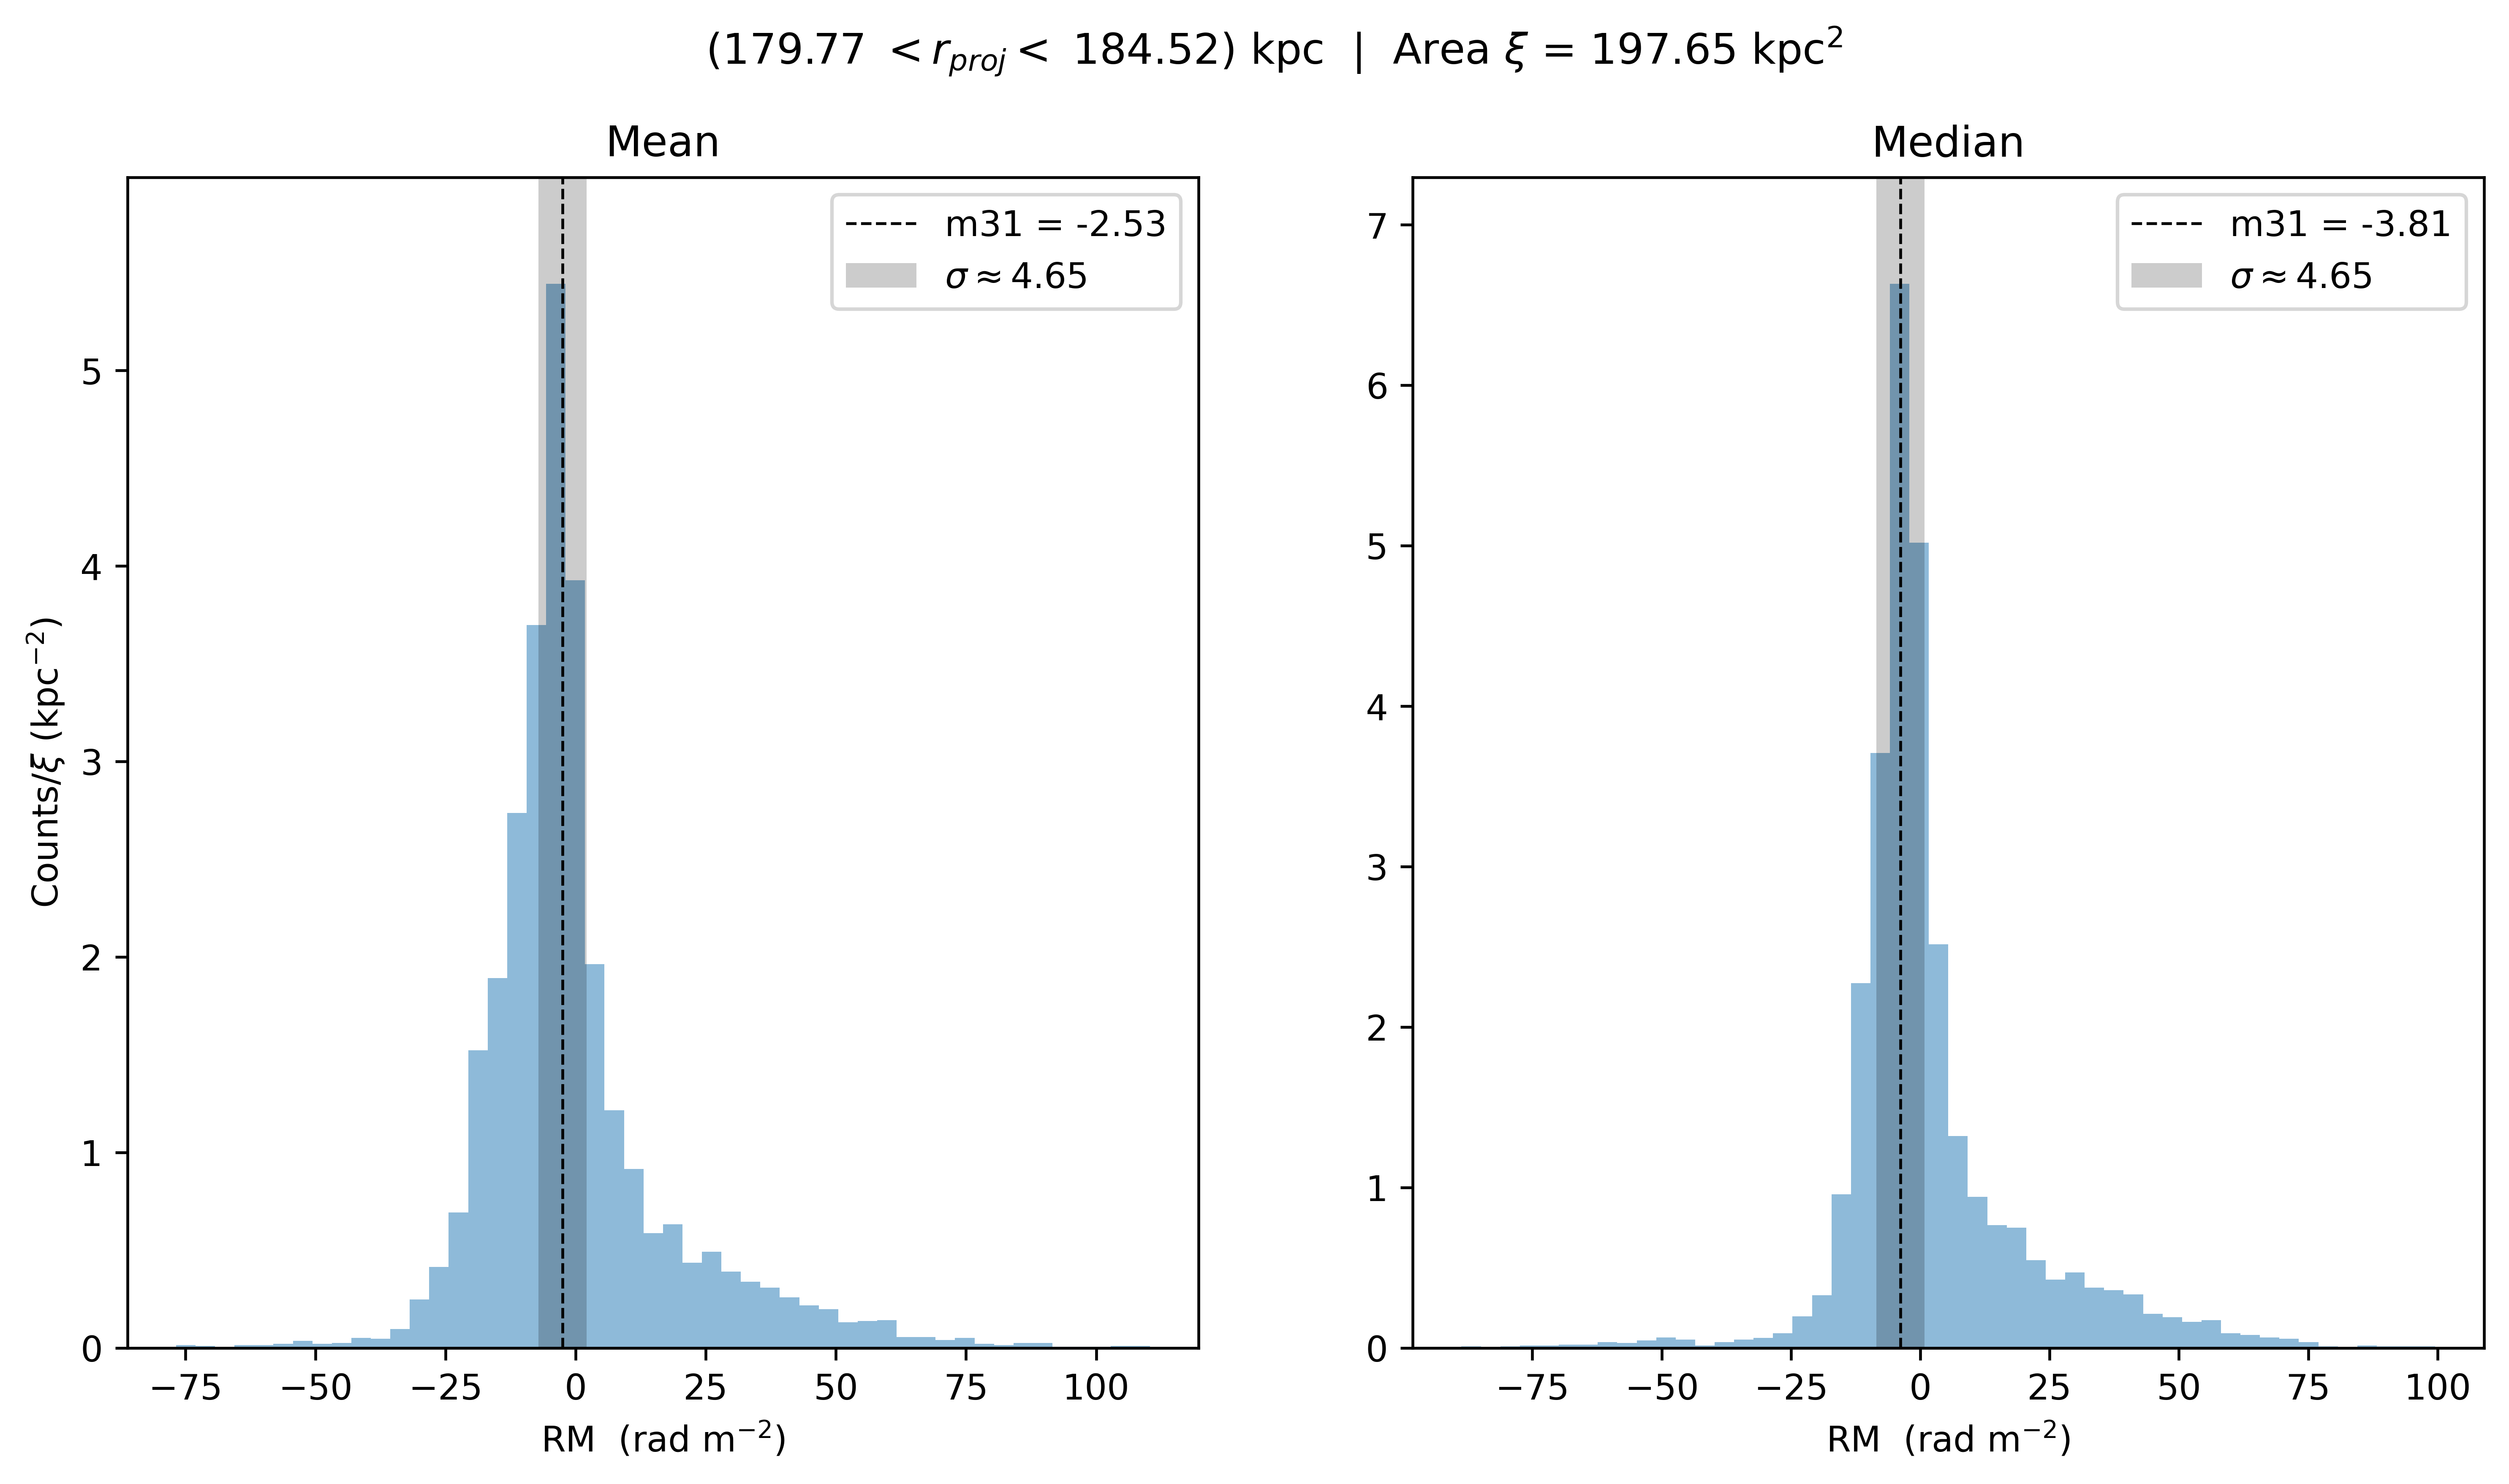 (179.77 < r_proj < 184.52) kpc | Area ξ = 197.65 kpc²
Mean
m31 = -2.53
σ ≈ 4.65
Counts/ξ (kpc⁻²)
5
4
3
2
1
0
−75 −50 −25 0 25 50 75 100
RM (rad m⁻²)
Median
m31 = -3.81
σ ≈ 4.65
7
6
5
4
3
2
1
0
−75 −50 −25 0 25 50 75 100
RM (rad m⁻²)